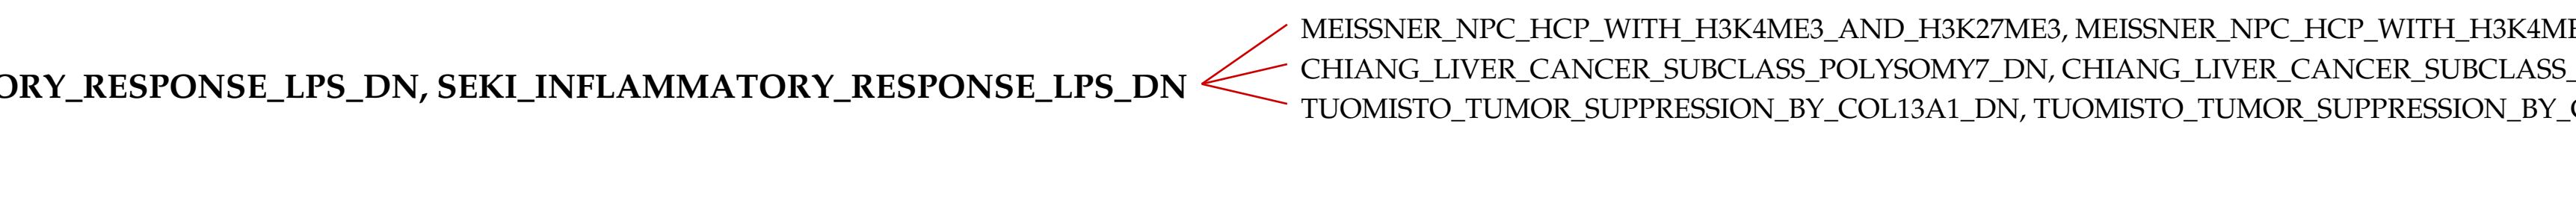 ORY_RESPONSE_LPS_DN, SEKI_INFLAMMATORY_RESPONSE_LPS_DN
MEISSNER_NPC_HCP_WITH_H3K4ME3_AND_H3K27ME3, MEISSNER_NPC_HCP_WITH_H3K4ME
CHIANG_LIVER_CANCER_SUBCLASS_POLYSOMY7_DN, CHIANG_LIVER_CANCER_SUBCLASS_
TUOMISTO_TUMOR_SUPPRESSION_BY_COL13A1_DN, TUOMISTO_TUMOR_SUPPRESSION_BY_